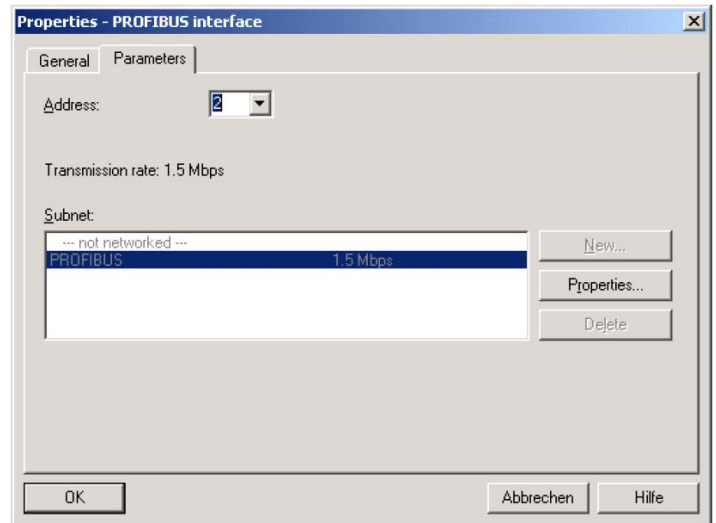 Properties - PROFIBUS interface
General Parameters
Address: 2
Transmission rate: 1.5 Mbps
Subnet:
--- not networked ---
PROFIBUS 1.5 Mbps
New...
Properties...
Delete
OK Abbrechen Hilfe